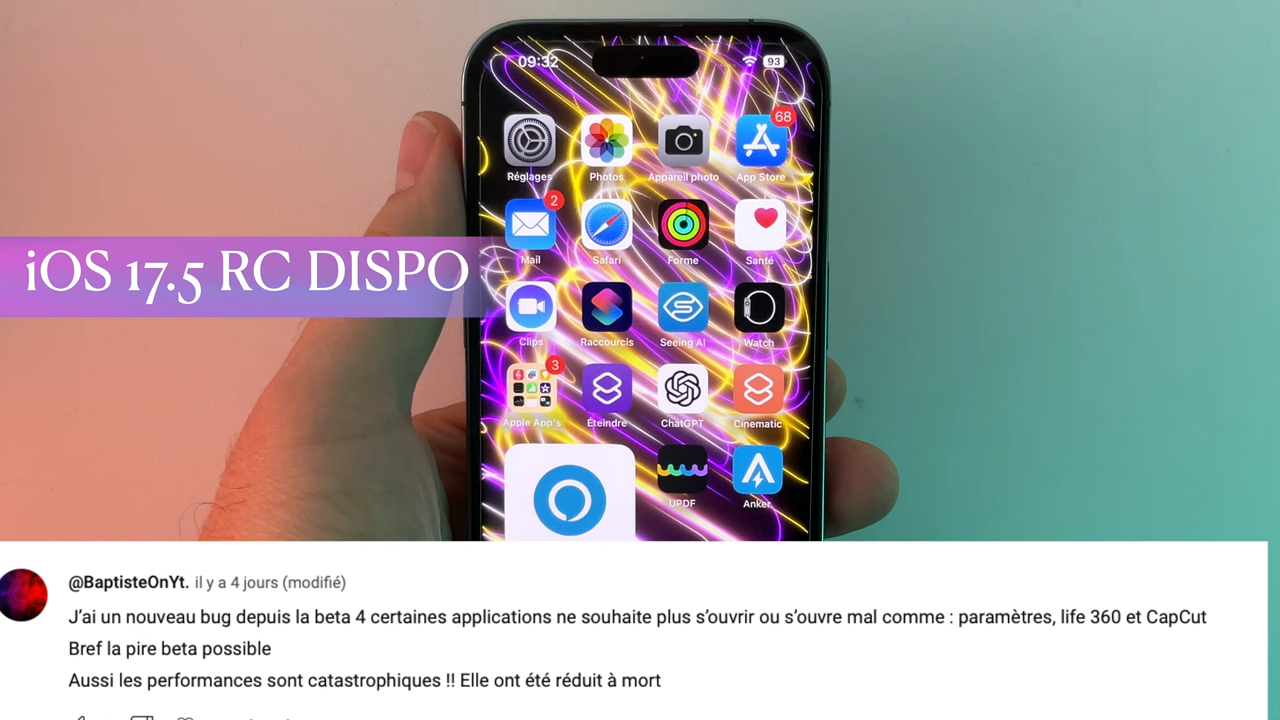 09:32
93
68
Réglages
Photos
Appareil photo
App Store
2
Mail
Safari
Forme
Santé
iOS 17.5 RC DISPO
Clips
Raccourcis
Seeing AI
Watch
3
Apple App's
Éteindre
ChatGPT
Cinematic
UPDF
Anker
@BaptisteOnYt. il y a 4 jours (modifié)
J'ai un nouveau bug depuis la beta 4 certaines applications ne souhaite plus s'ouvrir ou s'ouvre mal comme : paramètres, life 360 et CapCut
Bref la pire beta possible
Aussi les performances sont catastrophiques !! Elle ont été réduit à mort